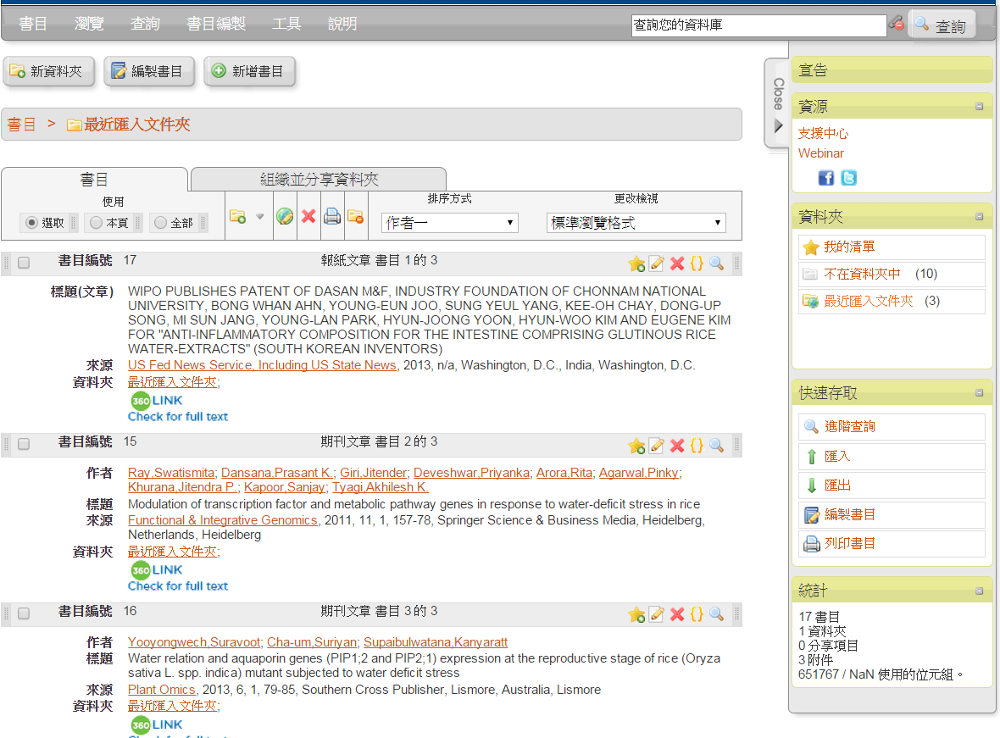 書目 瀏覽 查詢 書目編製 工具 說明 查詢您的資料庫 查詢
新資料夾 編製書目 新增書目
書目 > 最近匯入文件夾
書目 組織並分享資料夾
使用 排序方式 更改檢視
選取 本頁 全部 作者一 標準瀏覽格式
書目編號 17 報紙文章 書目 1 的 3
標題(文章) WIPO PUBLISHES PATENT OF DASAN M&F, INDUSTRY FOUNDATION OF CHONNAM NATIONAL
UNIVERSITY, BONG WHAN AHN, YOUNG-EUN JOO, SUNG YEUL YANG, KEE-OH CHAY, DONG-UP
SONG, MI SUN JANG, YOUNG-LAN PARK, HYUN-JOONG YOON, HYUN-WOO KIM AND EUGENE KIM
FOR "ANTI-INFLAMMATORY COMPOSITION FOR THE INTESTINE COMPRISING GLUTINOUS RICE
WATER-EXTRACTS" (SOUTH KOREAN INVENTORS)
來源 US Fed News Service, Including US State News, 2013, n/a, Washington, D.C., India, Washington, D.C.
資料夾 最近匯入文件夾;
360 LINK
Check for full text
書目編號 15 期刊文章 書目 2 的 3
作者 Ray,Swatismita; Dansana,Prasant K.; Giri,Jitender; Deveshwar,Priyanka; Arora,Rita; Agarwal,Pinky;
Khurana,Jitendra P.; Kapoor,Sanjay; Tyagi,Akhilesh K.
標題 Modulation of transcription factor and metabolic pathway genes in response to water-deficit stress in rice
來源 Functional & Integrative Genomics, 2011, 11, 1, 157-78, Springer Science & Business Media, Heidelberg,
Netherlands, Heidelberg
資料夾 最近匯入文件夾;
360 LINK
Check for full text
書目編號 16 期刊文章 書目 3 的 3
作者 Yooyongwech,Suravoot; Cha-um,Suriyan; Supaibulwatana,Kanyaratt
標題 Water relation and aquaporin genes (PIP1;2 and PIP2;1) expression at the reproductive stage of rice (Oryza
sativa L. spp. indica) mutant subjected to water deficit stress
來源 Plant Omics, 2013, 6, 1, 79-85, Southern Cross Publisher, Lismore, Australia, Lismore
資料夾 最近匯入文件夾;
360 LINK
Close
宣告
資源
支援中心
Webinar
資料夾
我的清單
不在資料夾中 (10)
最近匯入文件夾 (3)
快速存取
進階查詢
匯入
匯出
編製書目
列印書目
統計
17 書目
1 資料夾
0 分享項目
3 附件
651767 / NaN 使用的位元組。